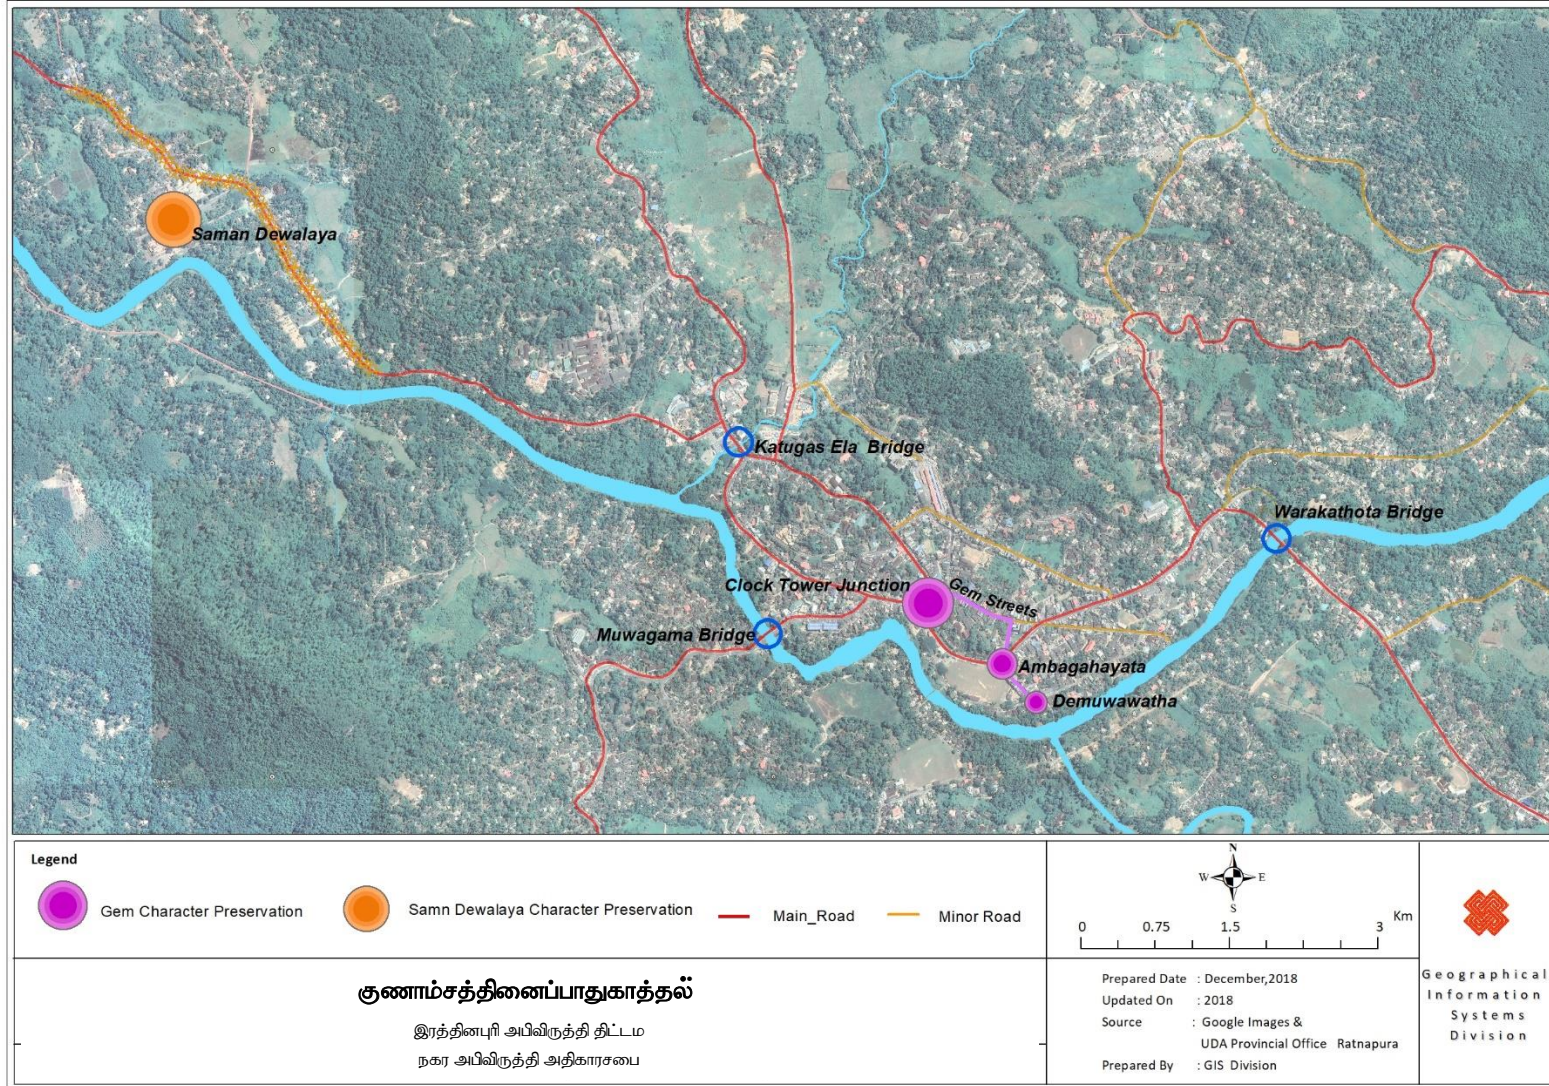 Saman Dewalaya
Katugas Ela Bridge
Warakathota Bridge
Clock Tower Junction
Gem Streets
Muwagama Bridge
Ambagahayata
Demuwawatha
Legend
Gem Character Preservation
Samn Dewalaya Character Preservation
Main_Road
Minor Road
N
W E
S
0 0.75 1.5 3 Km
குணாம்சத்தினைப்பாதுகாத்தல்
இரத்தினபுரி அபிவிருத்தி திட்டம
நகர அபிவிருத்தி அதிகாரசபை
Prepared Date : December,2018
Updated On : 2018
Source : Google Images &
UDA Provincial Office Ratnapura
Prepared By : GIS Division
Geographical
Information
Systems
Division